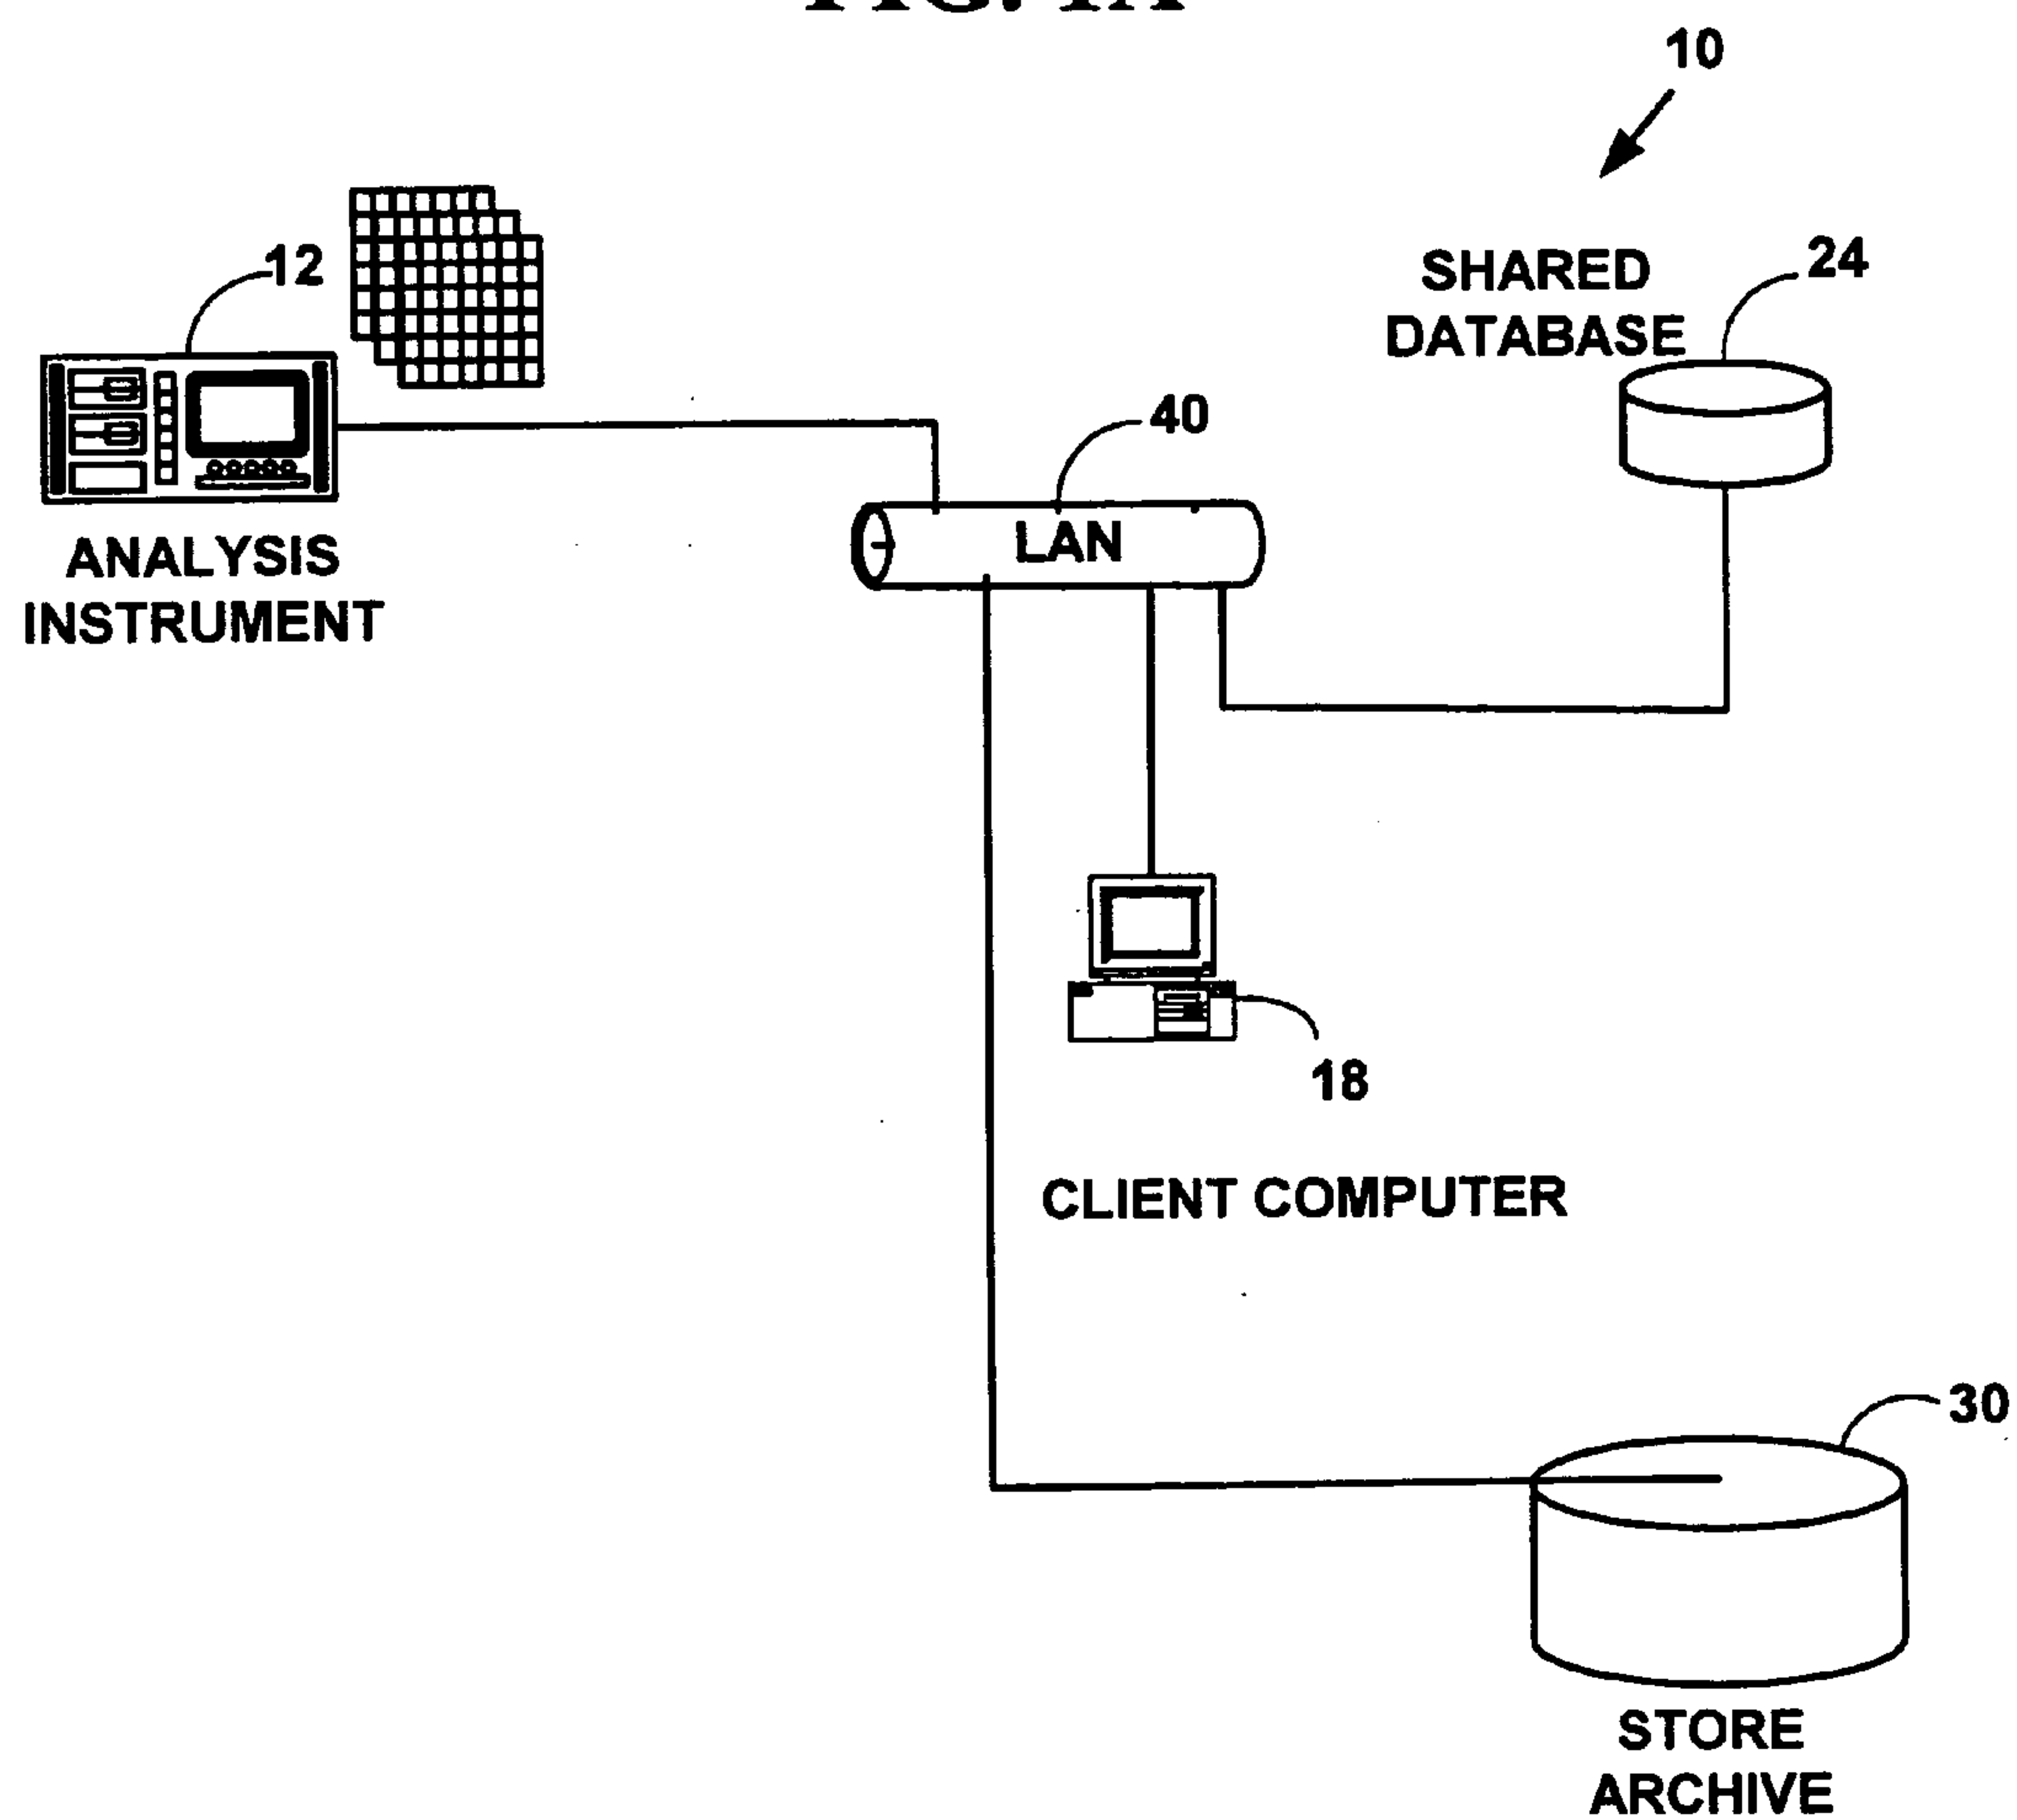 10
12
SHARED
DATABASE
24
40
LAN
ANALYSIS
INSTRUMENT
18
CLIENT COMPUTER
30
STORE
ARCHIVE